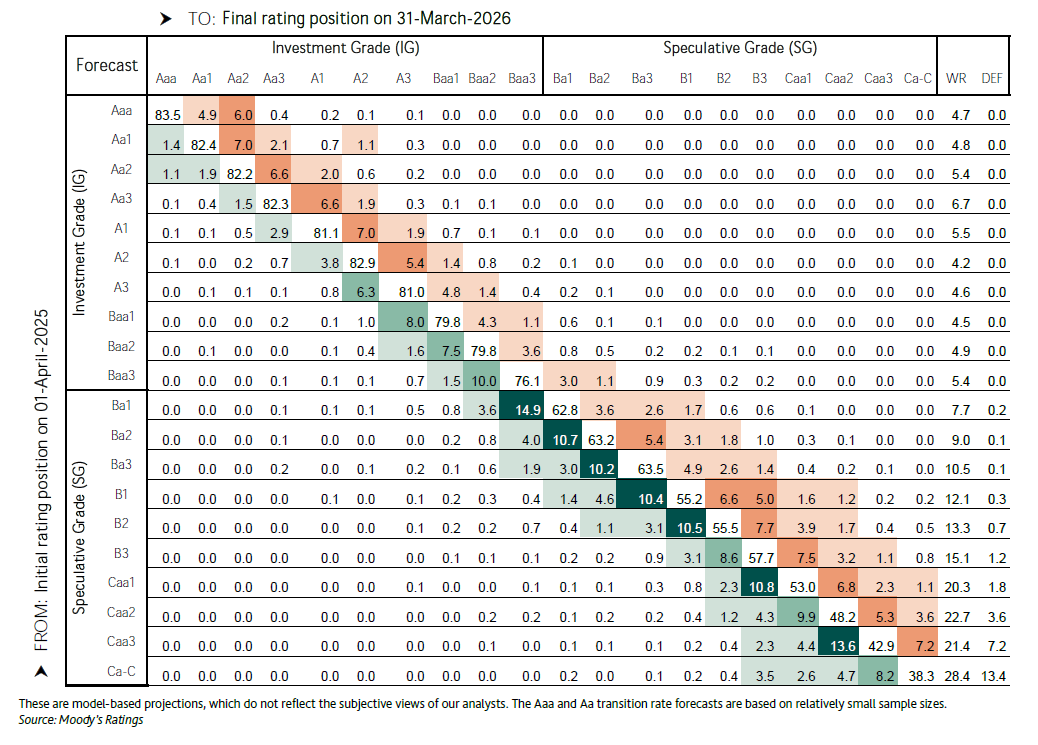 ➤ TO: Final rating position on 31-March-2026
Forecast Investment Grade (IG) Speculative Grade (SG)
Aaa Aa1 Aa2 Aa3 A1 A2 A3 Baa1 Baa2 Baa3 Ba1 Ba2 Ba3 B1 B2 B3 Caa1 Caa2 Caa3 Ca-C WR DEF
➤ FROM: Initial rating position on 01-April-2025
Investment Grade (IG)
Aaa 83.5 4.9 6.0 0.4 0.2 0.1 0.1 0.0 0.0 0.0 0.0 0.0 0.0 0.0 0.0 0.0 0.0 0.0 0.0 0.0 4.7 0.0
Aa1 1.4 82.4 7.0 2.1 0.7 1.1 0.3 0.0 0.0 0.0 0.0 0.0 0.0 0.0 0.0 0.0 0.0 0.0 0.0 0.0 4.8 0.0
Aa2 1.1 1.9 82.2 6.6 2.0 0.6 0.2 0.0 0.0 0.0 0.0 0.0 0.0 0.0 0.0 0.0 0.0 0.0 0.0 0.0 5.4 0.0
Aa3 0.1 0.4 1.5 82.3 6.6 1.9 0.3 0.1 0.1 0.0 0.0 0.0 0.0 0.0 0.0 0.0 0.0 0.0 0.0 0.0 6.7 0.0
A1 0.1 0.1 0.5 2.9 81.1 7.0 1.9 0.7 0.1 0.1 0.0 0.0 0.0 0.0 0.0 0.0 0.0 0.0 0.0 0.0 5.5 0.0
A2 0.1 0.0 0.2 0.7 3.8 82.9 5.4 1.4 0.8 0.2 0.1 0.0 0.0 0.0 0.0 0.0 0.0 0.0 0.0 0.0 4.2 0.0
A3 0.0 0.1 0.1 0.1 0.8 6.3 81.0 4.8 1.4 0.4 0.2 0.1 0.0 0.0 0.0 0.0 0.0 0.0 0.0 0.0 4.6 0.0
Baa1 0.0 0.0 0.0 0.2 0.1 1.0 8.0 79.8 4.3 1.1 0.6 0.1 0.1 0.0 0.0 0.0 0.0 0.0 0.0 0.0 4.5 0.0
Baa2 0.0 0.1 0.0 0.0 0.1 0.4 1.6 7.5 79.8 3.6 0.8 0.5 0.2 0.2 0.1 0.1 0.0 0.0 0.0 0.0 4.9 0.0
Baa3 0.0 0.0 0.0 0.1 0.1 0.1 0.7 1.5 10.0 76.1 3.0 1.1 0.9 0.3 0.2 0.2 0.0 0.0 0.0 0.0 5.4 0.0
Speculative Grade (SG)
Ba1 0.0 0.0 0.0 0.1 0.1 0.1 0.5 0.8 3.6 14.9 62.8 3.6 2.6 1.7 0.6 0.6 0.1 0.0 0.0 0.0 7.7 0.2
Ba2 0.0 0.0 0.0 0.1 0.0 0.0 0.0 0.2 0.8 4.0 10.7 63.2 5.4 3.1 1.8 1.0 0.3 0.1 0.0 0.0 9.0 0.1
Ba3 0.0 0.0 0.0 0.2 0.0 0.1 0.2 0.1 0.6 1.9 3.0 10.2 63.5 4.9 2.6 1.4 0.4 0.2 0.1 0.0 10.5 0.1
B1 0.0 0.0 0.0 0.0 0.1 0.0 0.1 0.2 0.3 0.4 1.4 4.6 10.4 55.2 6.6 5.0 1.6 1.2 0.2 0.2 12.1 0.3
B2 0.0 0.0 0.0 0.0 0.0 0.0 0.1 0.2 0.2 0.7 0.4 1.1 3.1 10.5 55.5 7.7 3.9 1.7 0.4 0.5 13.3 0.7
B3 0.0 0.0 0.0 0.0 0.0 0.0 0.0 0.1 0.1 0.1 0.2 0.2 0.9 3.1 8.6 57.7 7.5 3.2 1.1 0.8 15.1 1.2
Caa1 0.0 0.0 0.0 0.0 0.0 0.1 0.0 0.0 0.0 0.0 0.1 0.1 0.3 0.8 2.3 10.8 53.0 6.8 2.3 1.1 20.3 1.8
Caa2 0.0 0.0 0.0 0.0 0.0 0.0 0.0 0.2 0.2 0.2 0.1 0.1 0.2 0.4 1.2 4.3 9.9 48.2 5.3 3.6 22.7 3.6
Caa3 0.0 0.0 0.0 0.0 0.0 0.0 0.1 0.0 0.0 0.0 0.1 0.1 0.1 0.2 0.4 2.3 4.4 13.6 42.9 7.2 21.4 7.2
Ca-C 0.0 0.0 0.0 0.0 0.0 0.0 0.0 0.0 0.0 0.0 0.2 0.0 0.1 0.2 0.4 3.5 2.6 4.7 8.2 38.3 28.4 13.4
These are model-based projections, which do not reflect the subjective views of our analysts. The Aaa and Aa transition rate forecasts are based on relatively small sample sizes.
Source: Moody's Ratings